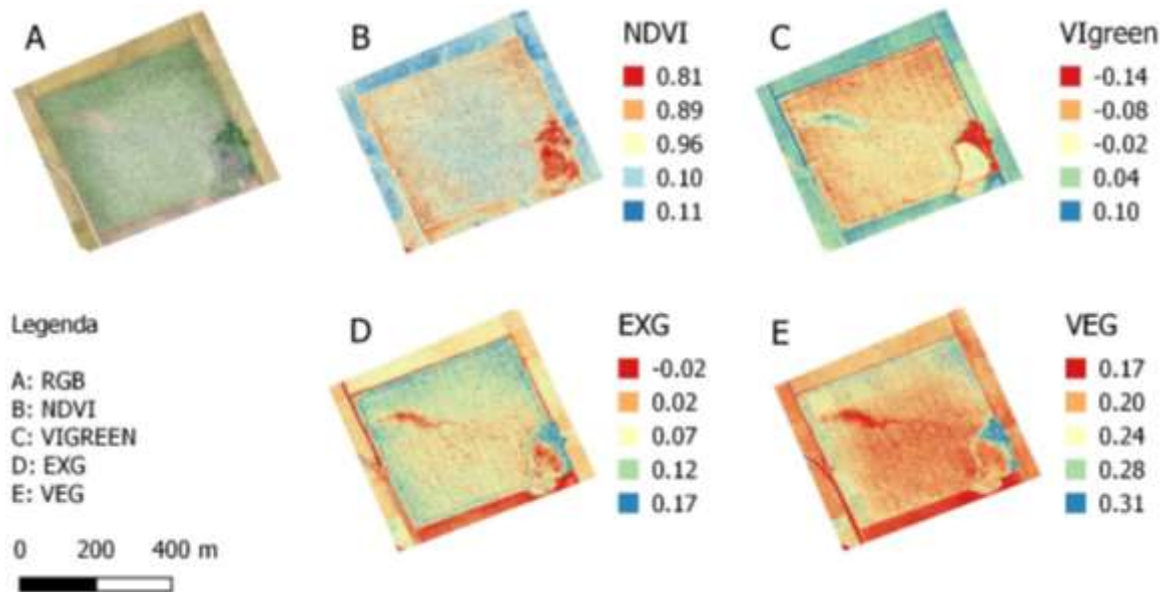 A
B
NDVI
0.81
0.89
0.96
0.10
0.11
C
VIgreen
-0.14
-0.08
-0.02
0.04
0.10
Legenda
A: RGB
B: NDVI
C: VIGREEN
D: EXG
E: VEG
0 200 400 m
D
EXG
-0.02
0.02
0.07
0.12
0.17
E
VEG
0.17
0.20
0.24
0.28
0.31